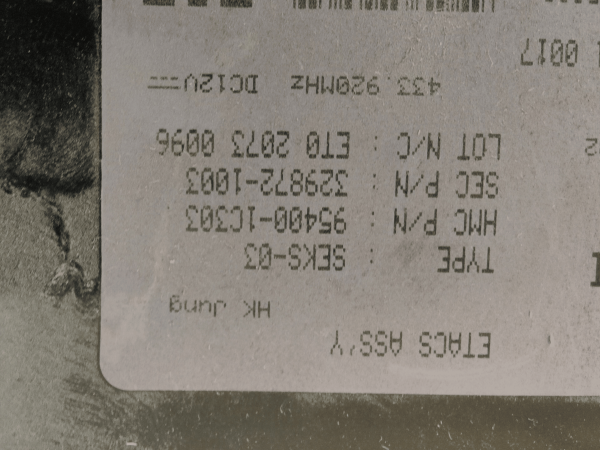 ETACS ASS'Y
HK Jung
TYPE : SEKS-03
HMC P/N : 95400-1C303
SEC P/N : 329872-1003
LOT N/C : ET0 2073 0096
433.920MHz DC12V
0017